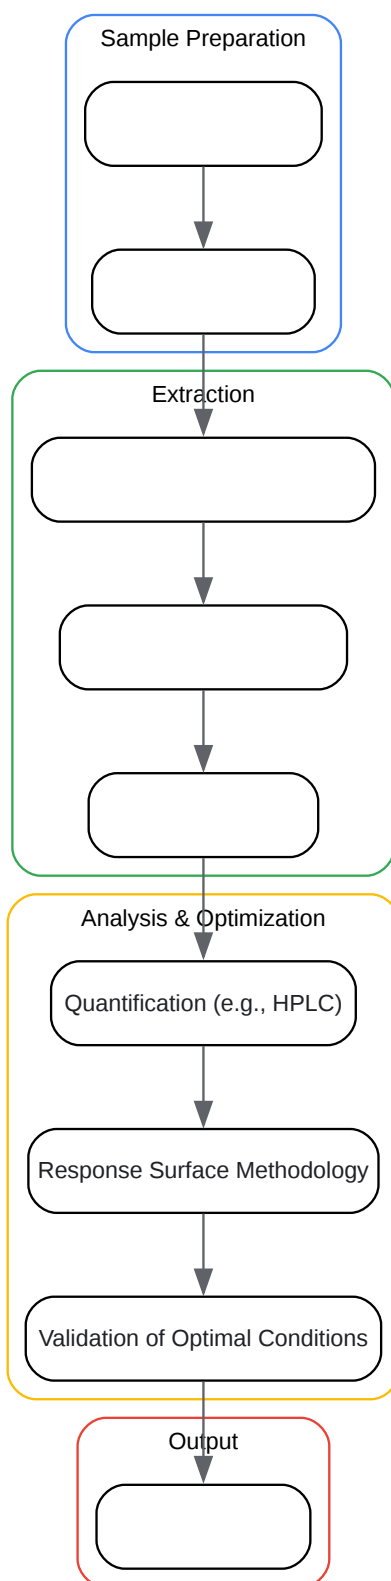 Sample Preparation
Extraction
Analysis & Optimization
Quantification (e.g., HPLC)
Response Surface Methodology
Validation of Optimal Conditions
Output